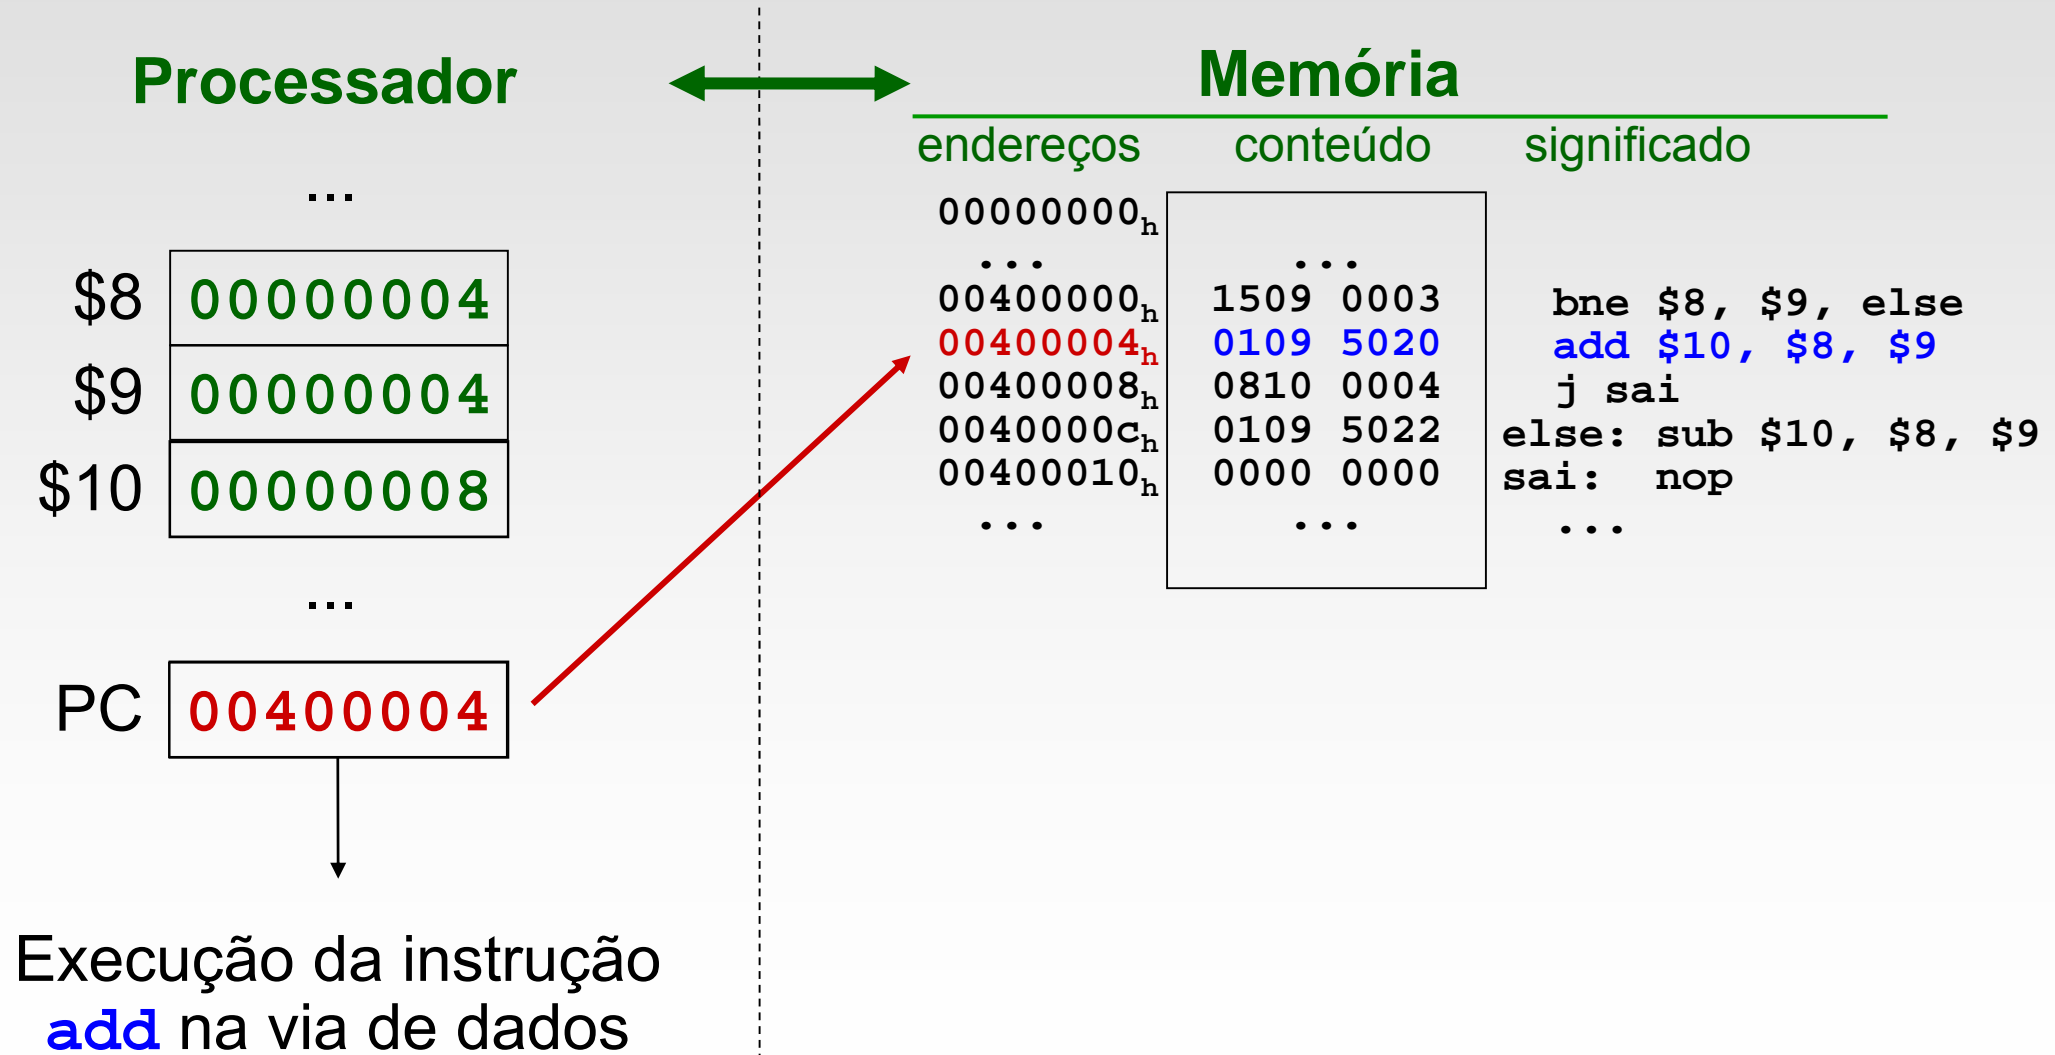 Processador
...
$8 00000004
$9 00000004
$10 00000008
...
PC 00400004
Execução da instrução
add na via de dados
Memória
endereços conteúdo significado
00000000h
... ...
00400000h 1509 0003 bne $8, $9, else
00400004h 0109 5020 add $10, $8, $9
00400008h 0810 0004 j sai
0040000ch 0109 5022 else: sub $10, $8, $9
00400010h 0000 0000 sai: nop
... ... ...